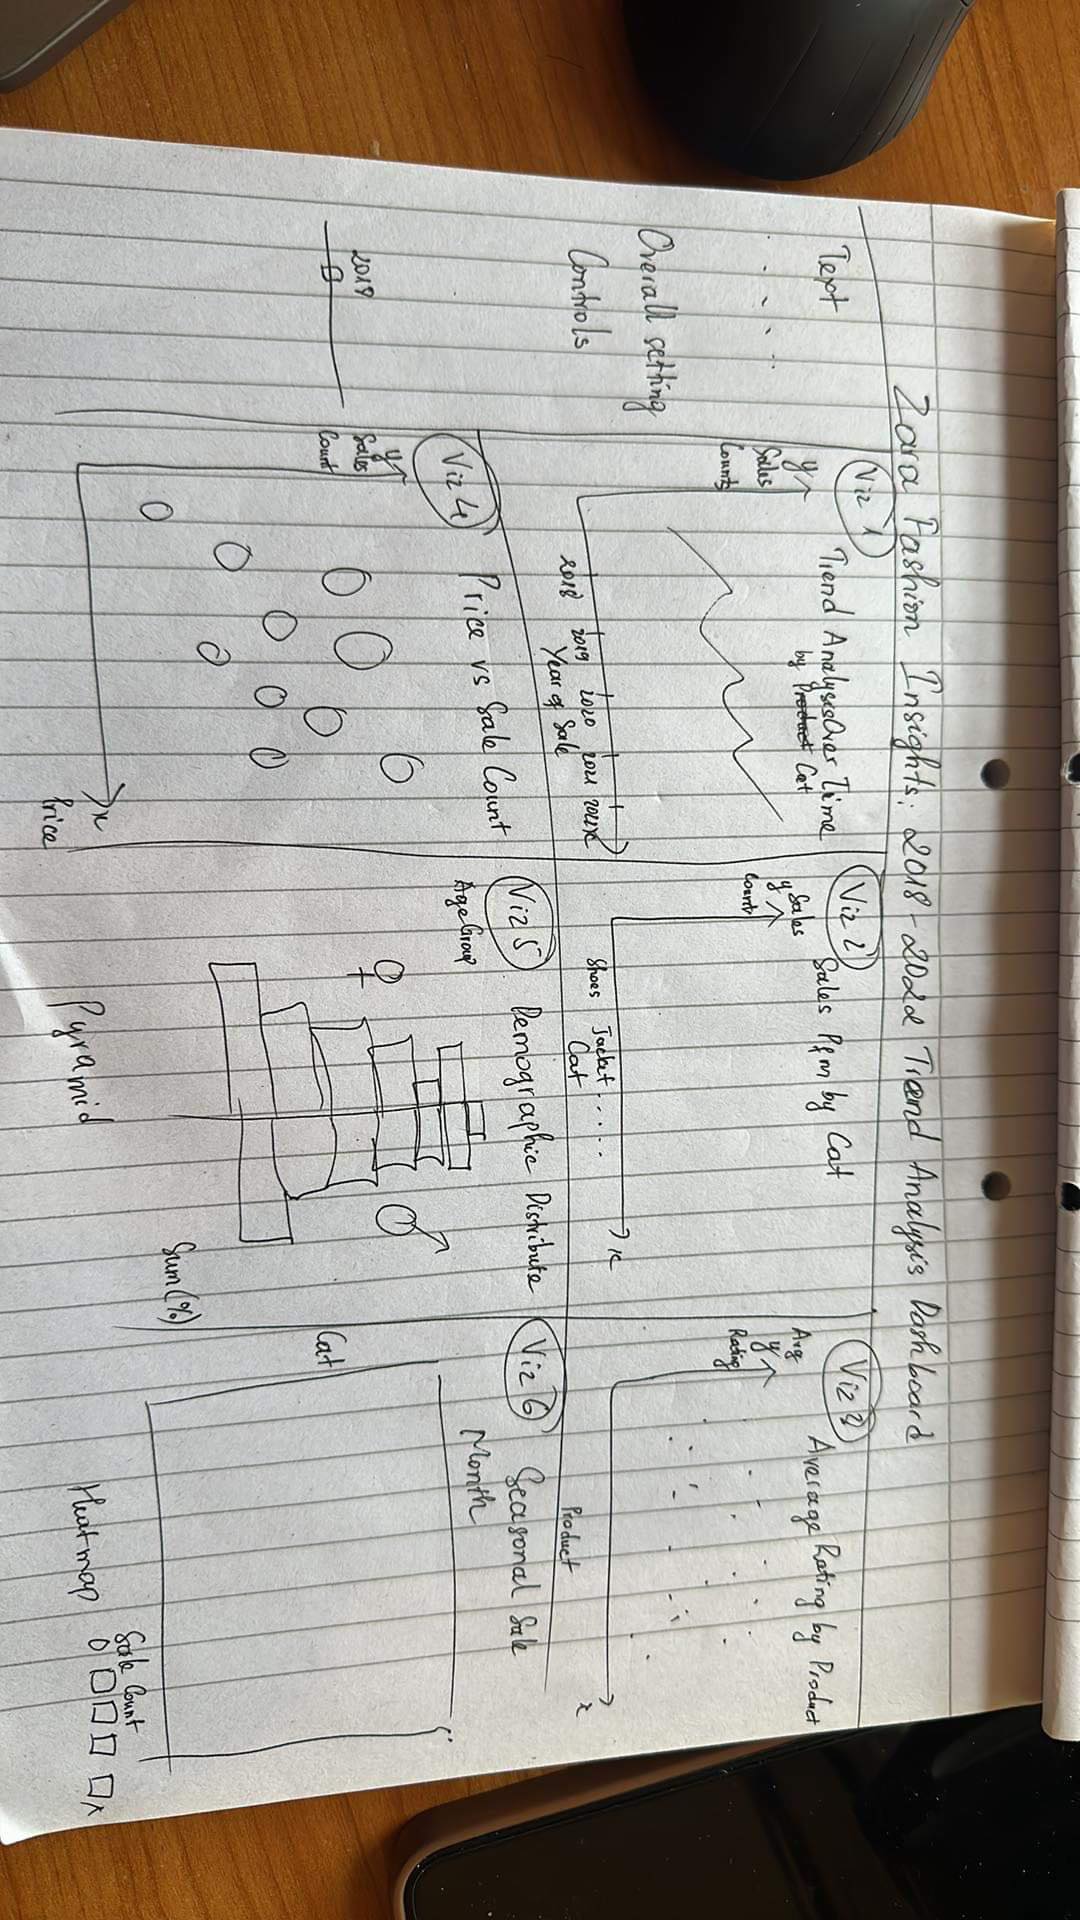 Zara Fashion Insights: 2018-2022 Trend Analysis Dashboard
Text
. . . . . .
Overall setting
Controls
2019
Viz 1
Trend Analysis Over Time
by Product Cat
y
Sales
Counts
2018 2019 2020 2021 2022 x
Year of Sale
Viz 2
Sales Pfm by Cat
y Sales
Counts
x
Shoes Jacket . . . . .
Cat
Viz 3
Average Rating by Product
Avg
y
Rating
x
Product
Viz 4
Price vs Sale Count
y
Sales
Count
x
Price
Viz 5
Demographic Distribute
Age Group
♀
♂
Sum (%)
Pyramid
Viz 6
Seasonal Sale
Month
Cat
Sale Count
Heatmap